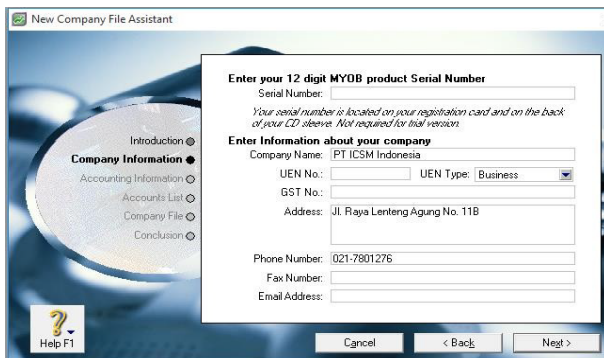 New Company File Assistant
Enter your 12 digit MYOB product Serial Number
Serial Number:
Your serial number is located on your registration card and on the back
of your CD sleeve. Not required for trial version.
Introduction
Company Information
Accounting Information
Accounts List
Company File
Conclusion
Enter Information about your company
Company Name: PT ICSM Indonesia
UEN No.: UEN Type: Business
GST No.:
Address: Jl. Raya Lenteng Agung No. 11B
Phone Number: 021-7801276
Fax Number:
Email Address:
Help F1
Cancel
< Back
Next >